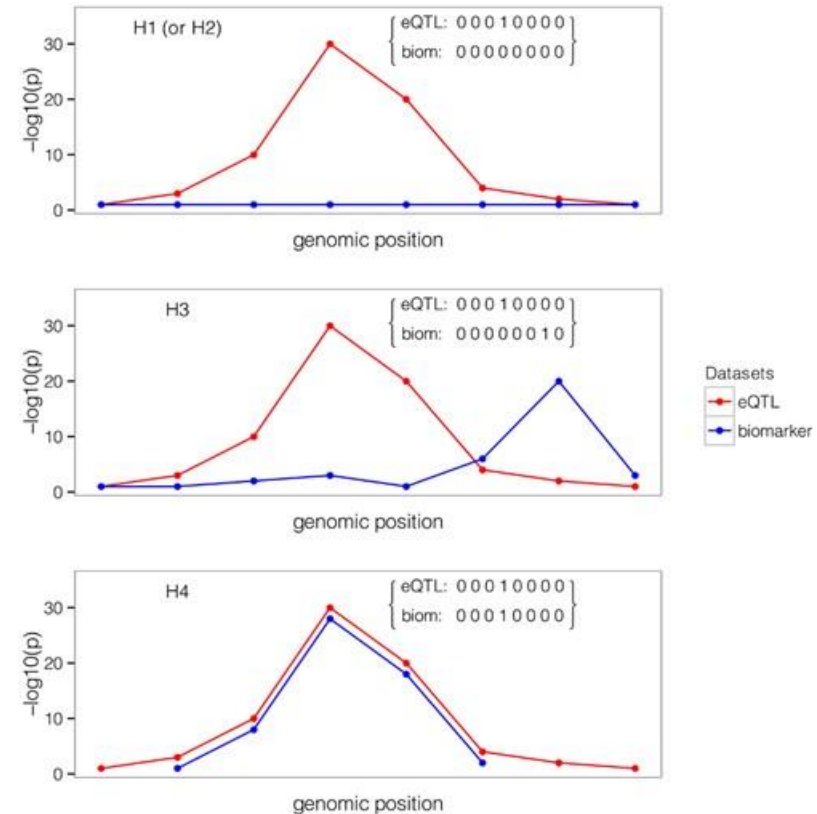 H1 (or H2)
eQTL: 0 0 0 1 0 0 0 0
biom: 0 0 0 0 0 0 0 0
30
20
10
0
−log10(p)
genomic position
H3
eQTL: 0 0 0 1 0 0 0 0
biom: 0 0 0 0 0 0 1 0
30
20
10
0
−log10(p)
genomic position
Datasets
eQTL
biomarker
H4
eQTL: 0 0 0 1 0 0 0 0
biom: 0 0 0 1 0 0 0 0
30
20
10
0
−log10(p)
genomic position